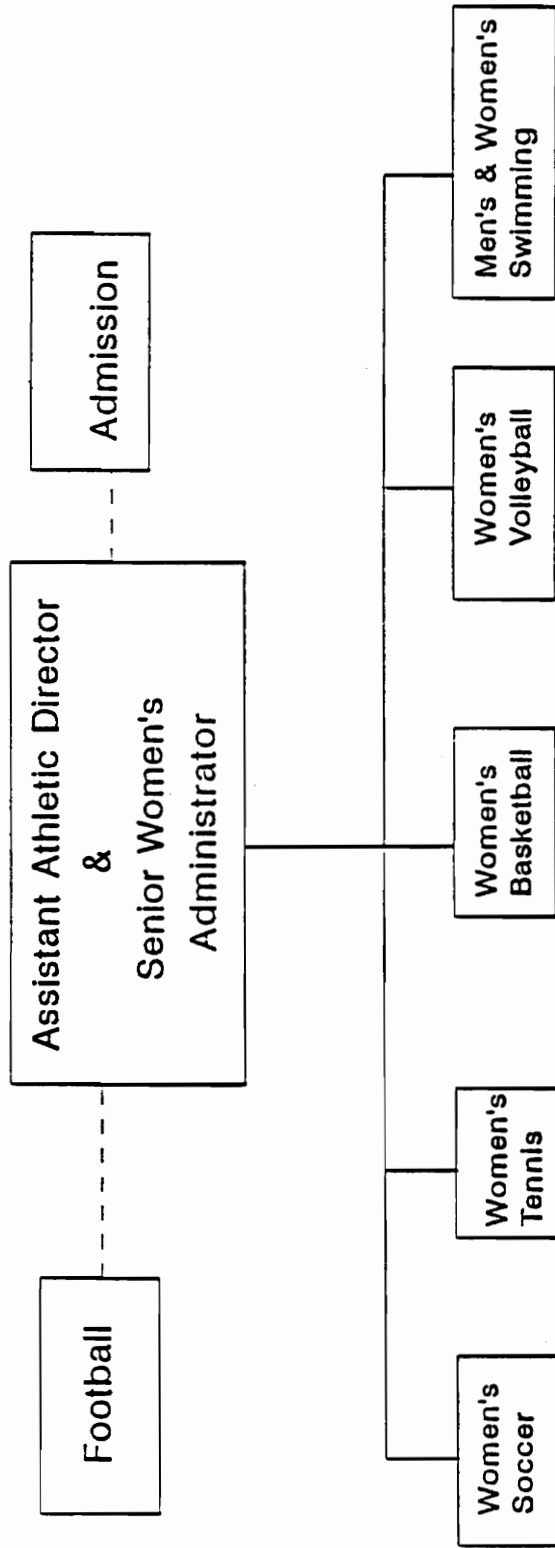 Football
Assistant Athletic Director
&
Senior Women's
Administrator
Admission
Women's
Soccer
Women's
Tennis
Women's
Basketball
Women's
Volleyball
Men's & Women's
Swimming